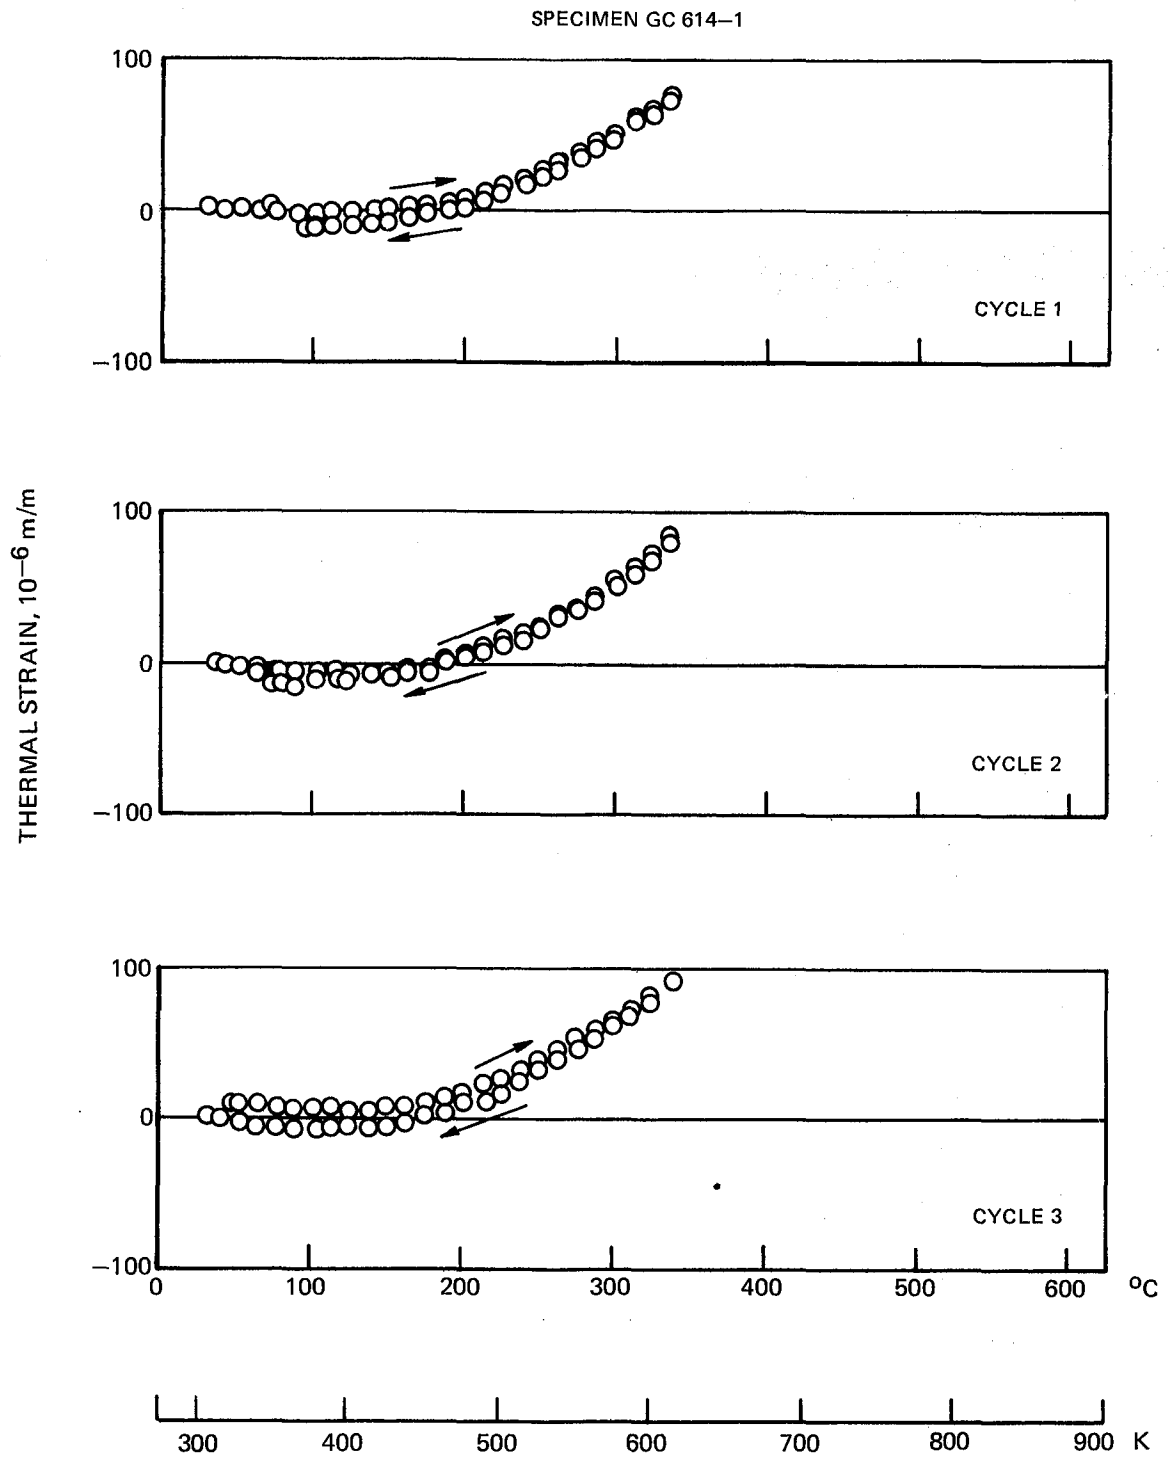 SPECIMEN GC 614–1
100
0
–100
CYCLE 1
THERMAL STRAIN, 10–6 m/m
100
0
–100
CYCLE 2
100
0
–100
CYCLE 3
0 100 200 300 400 500 600 °C
300 400 500 600 700 800 900 K